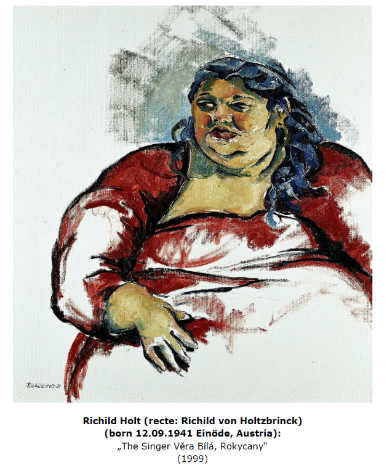 Richild Holt (recte: Richild von Holtzbrinck)
(born 12.09.1941 Einöde, Austria):
„The Singer Věra Bílá, Rokycany"
(1999)